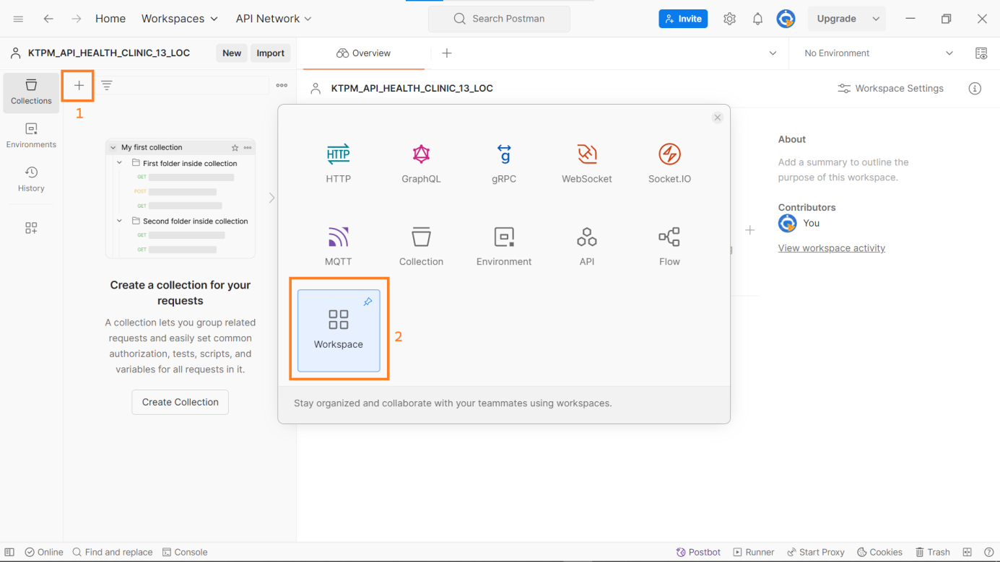 Home
Workspaces
API Network
Search Postman
Invite
Upgrade
KTPM_API_HEALTH_CLINIC_13_LOC
New
Import
Overview
No Environment
Collections
1
KTPM_API_HEALTH_CLINIC_13_LOC
Workspace Settings
Environments
History
My first collection
First folder inside collection
GET
POST
GET
Second folder inside collection
GET
GET
Create a collection for your
requests
A collection lets you group related
requests and easily set common
authorization, tests, scripts, and
variables for all requests in it.
Create Collection
HTTP
HTTP
GraphQL
g
gRPC
WebSocket
Socket.IO
MQTT
Collection
Environment
API
Flow
Workspace
2
Stay organized and collaborate with your teammates using workspaces.
About
Add a summary to outline the
purpose of this workspace.
Contributors
You
View workspace activity
Online
Find and replace
Console
Postbot
Runner
Start Proxy
Cookies
Trash